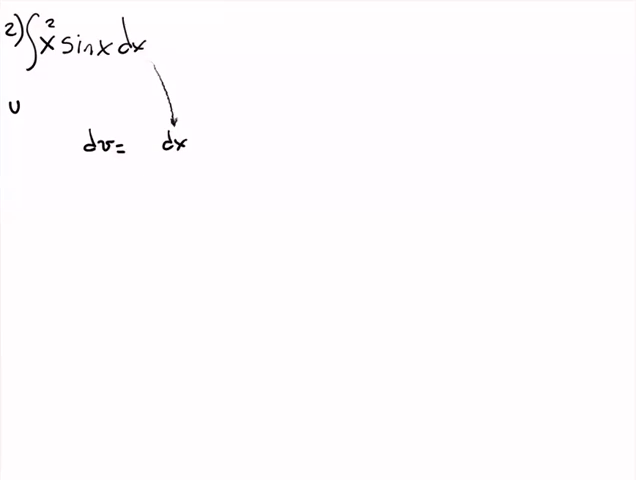 2) ∫x² sinx dx
u
dv= dx